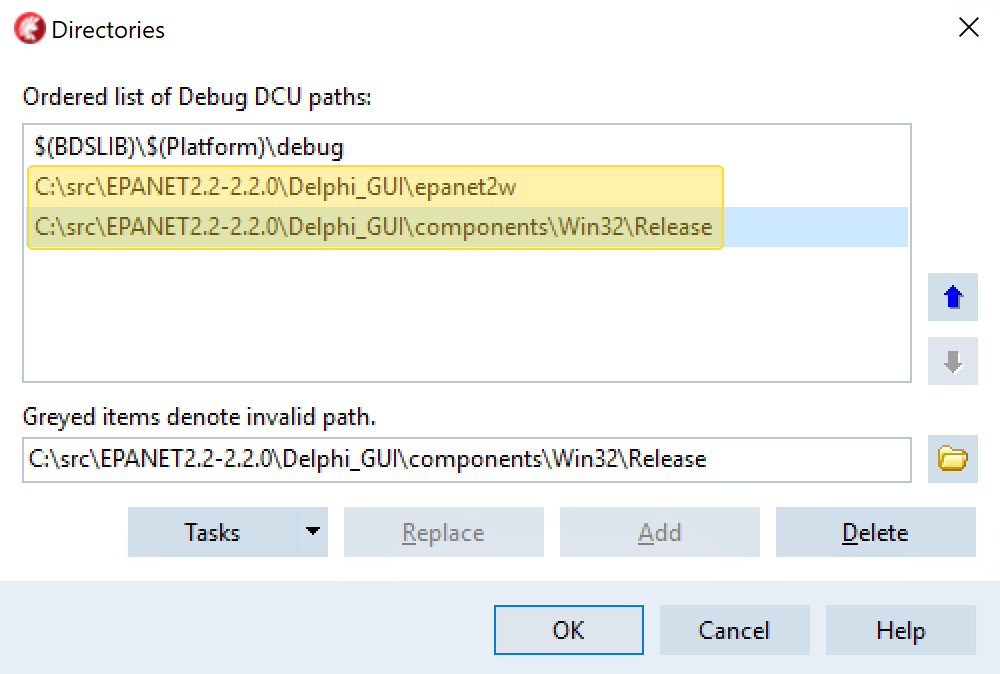 Directories
Ordered list of Debug DCU paths:
$(BDSLIB)\$(Platform)\debug
C:\src\EPANET2.2-2.2.0\Delphi_GUI\epanet2w
C:\src\EPANET2.2-2.2.0\Delphi_GUI\components\Win32\Release
Greyed items denote invalid path.
C:\src\EPANET2.2-2.2.0\Delphi_GUI\components\Win32\Release
Tasks Replace Add Delete
OK Cancel Help